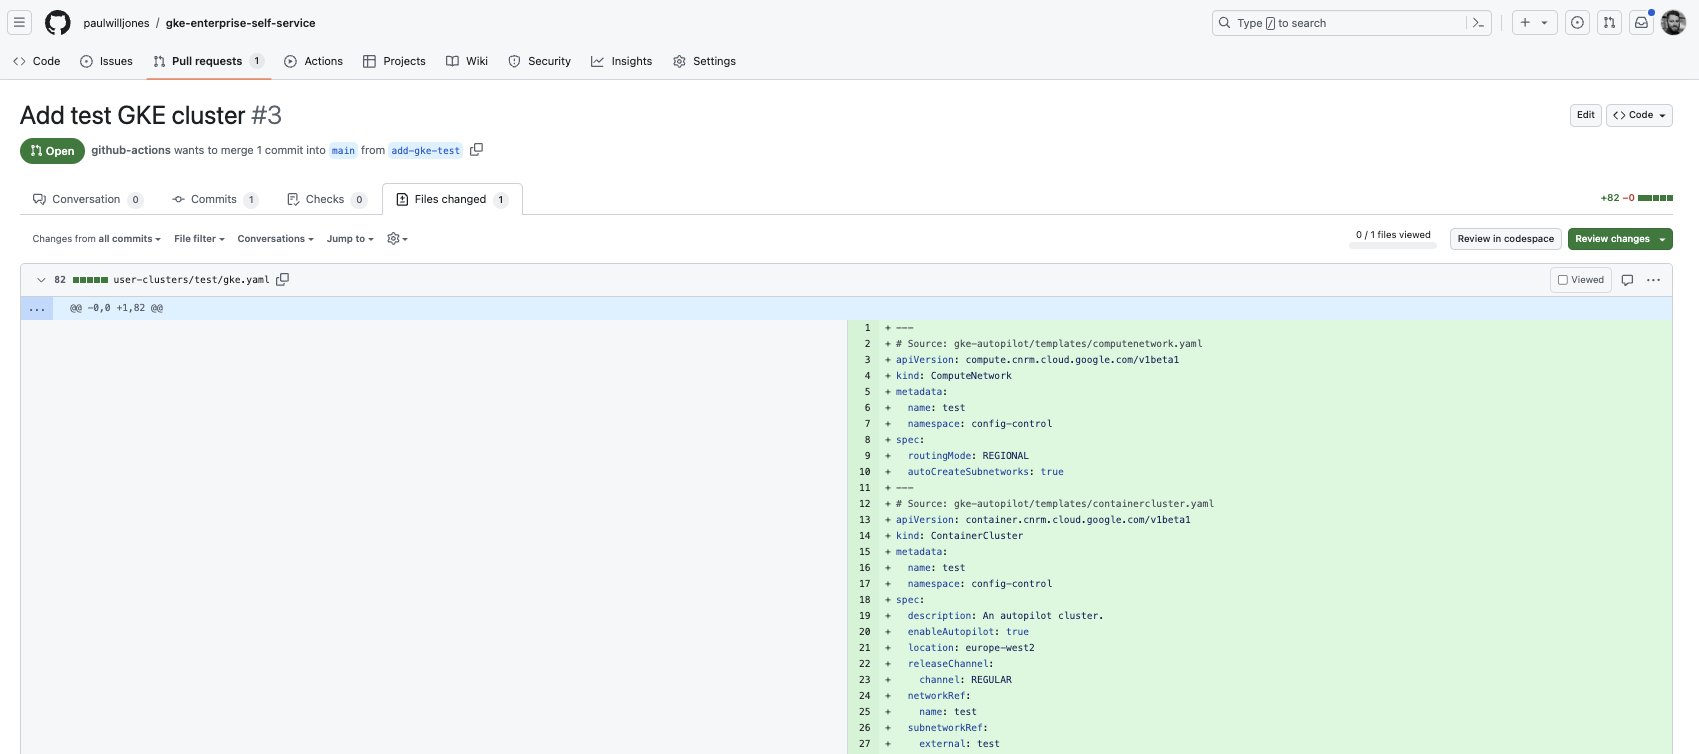 paulwilljones / gke-enterprise-self-service
Type / to search
Code Issues Pull requests 1 Actions Projects Wiki Security Insights Settings
Add test GKE cluster #3
Edit <> Code
Open github-actions wants to merge 1 commit into main from add-gke-test
Conversation 0 Commits 1 Checks 0 Files changed 1
+82 −0
Changes from all commits File filter Conversations Jump to
0 / 1 files viewed
Review in codespace
Review changes
82 user-clusters/test/gke.yaml
Viewed
... @@ -0,0 +1,82 @@
1 + ---
2 + # Source: gke-autopilot/templates/computenetwork.yaml
3 + apiVersion: compute.cnrm.cloud.google.com/v1beta1
4 + kind: ComputeNetwork
5 + metadata:
6 +   name: test
7 +   namespace: config-control
8 + spec:
9 +   routingMode: REGIONAL
10 +   autoCreateSubnetworks: true
11 + ---
12 + # Source: gke-autopilot/templates/containercluster.yaml
13 + apiVersion: container.cnrm.cloud.google.com/v1beta1
14 + kind: ContainerCluster
15 + metadata:
16 +   name: test
17 +   namespace: config-control
18 + spec:
19 +   description: An autopilot cluster.
20 +   enableAutopilot: true
21 +   location: europe-west2
22 +   releaseChannel:
23 +     channel: REGULAR
24 +   networkRef:
25 +     name: test
26 +   subnetworkRef:
27 +     external: test